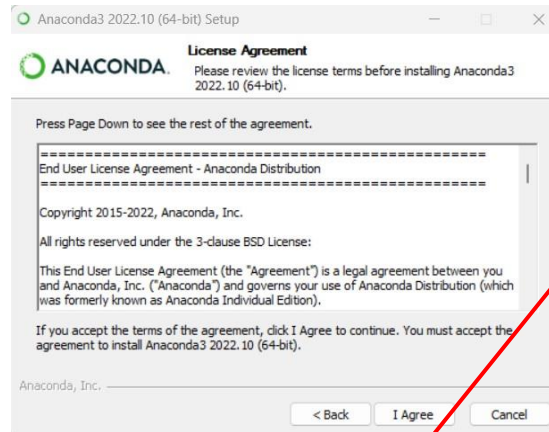 Anaconda3 2022.10 (64-bit) Setup
ANACONDA.
License Agreement
Please review the license terms before installing Anaconda3
2022.10 (64-bit).
Press Page Down to see the rest of the agreement.
====================================================
End User License Agreement - Anaconda Distribution
====================================================
Copyright 2015-2022, Anaconda, Inc.
All rights reserved under the 3-clause BSD License:
This End User License Agreement (the "Agreement") is a legal agreement between you
and Anaconda, Inc. ("Anaconda") and governs your use of Anaconda Distribution (which
was formerly known as Anaconda Individual Edition).
If you accept the terms of the agreement, click I Agree to continue. You must accept the
agreement to install Anaconda3 2022.10 (64-bit).
Anaconda, Inc.
< Back I Agree Cancel